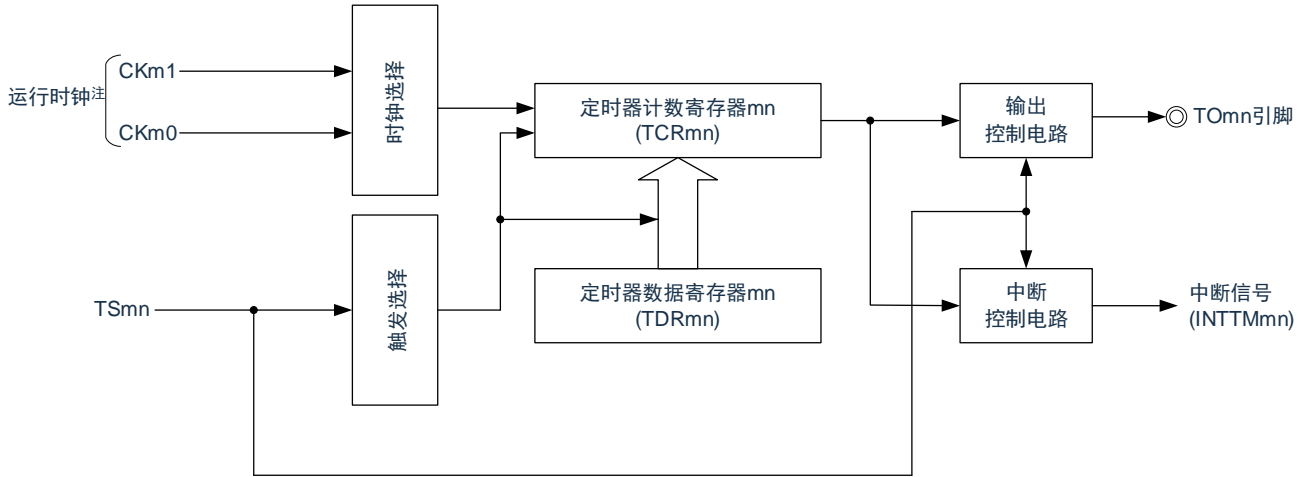 运行时钟注
CKm1
CKm0
时钟选择
定时器计数寄存器mn
(TCRmn)
输出
控制电路
TOmn引脚
TSmn
触发选择
定时器数据寄存器mn
(TDRmn)
中断
控制电路
中断信号
(INTTMmn)